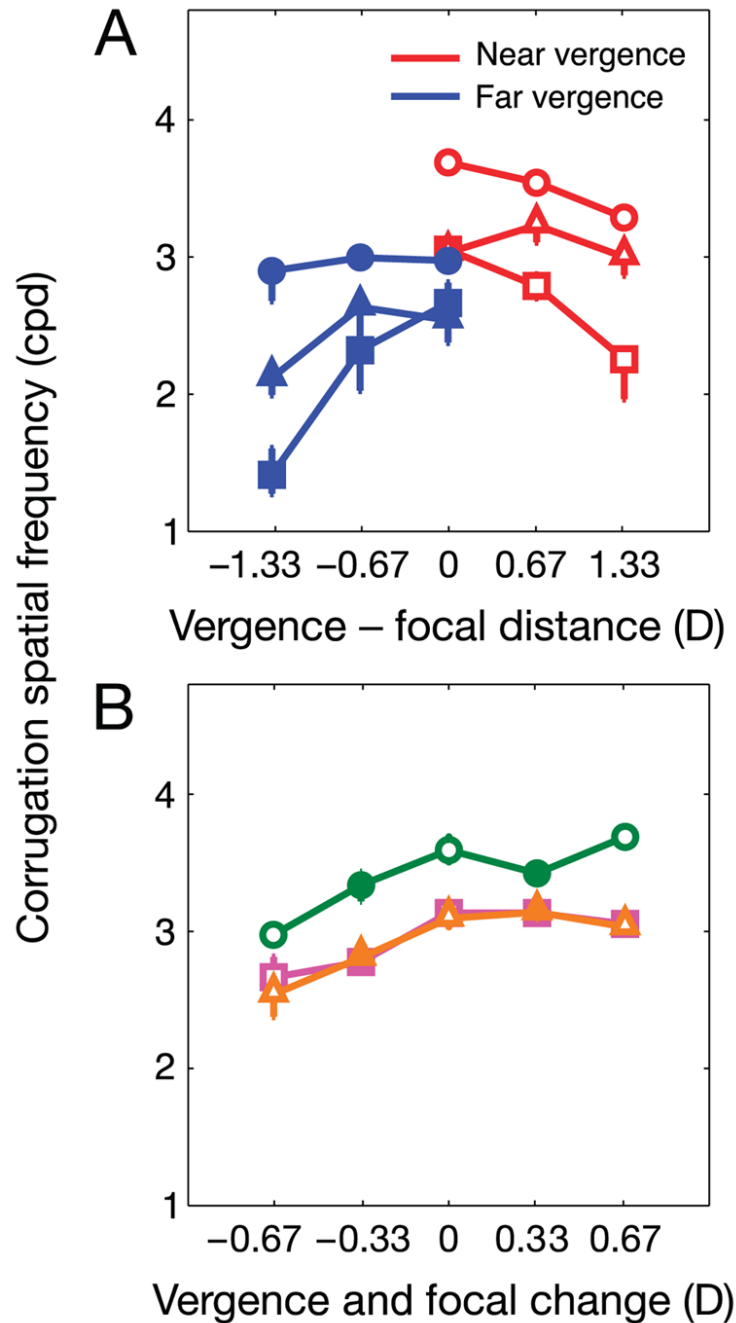 A
Near vergence
Far vergence
4
3
2
1
−1.33 −0.67 0 0.67 1.33
Vergence – focal distance (D)
Corrugation spatial frequency (cpd)
B
4
3
2
1
−0.67 −0.33 0 0.33 0.67
Vergence and focal change (D)